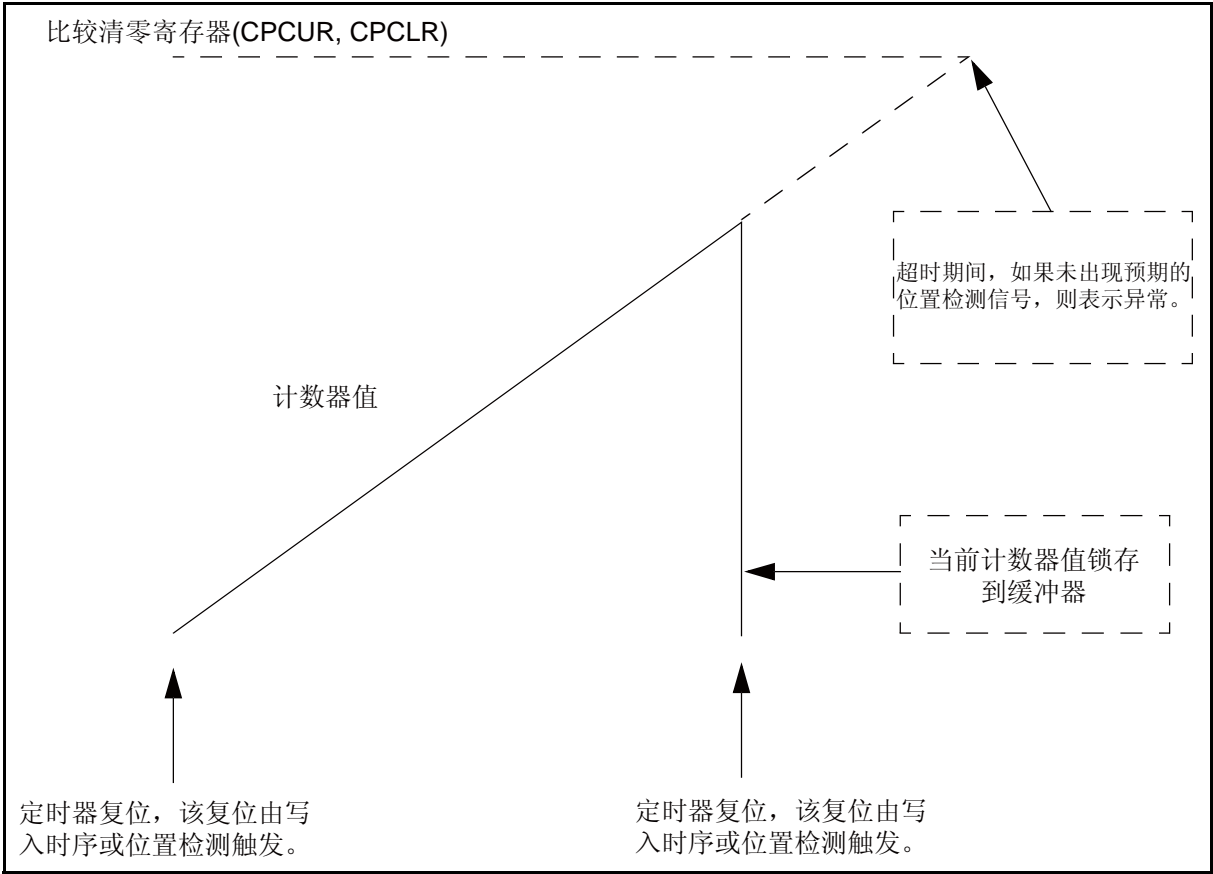 比较清零寄存器(CPCUR, CPCLR)
超时期间，如果未出现预期的
位置检测信号，则表示异常。
计数器值
当前计数器值锁存
到缓冲器
定时器复位，该复位由写
入时序或位置检测触发。
定时器复位，该复位由写
入时序或位置检测触发。